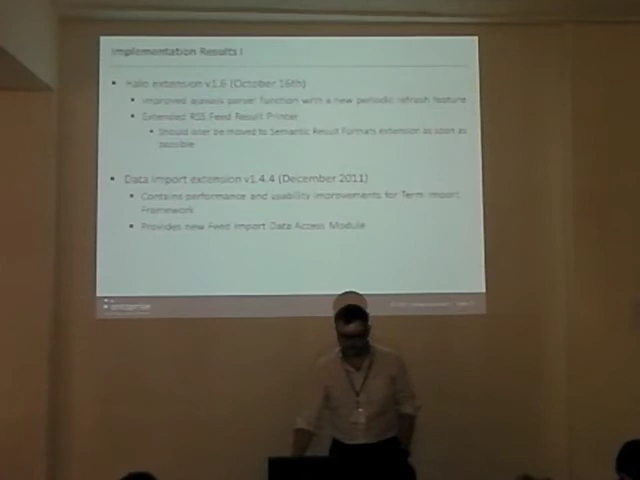 Implementation Results I
• Halo extension v1.6 (October 16th)
• Improved ajaxasks parser function with a new periodic refresh feature
• Extended RSS Feed Result Printer
• Should later be moved to Semantic Result Formats extension as soon as
possible
• Data Import extension v1.4.4 (December 2011)
• Contains performance and usability improvements for Term Import
Framework
• Provides new Feed Import Data Access Module
ontoprise